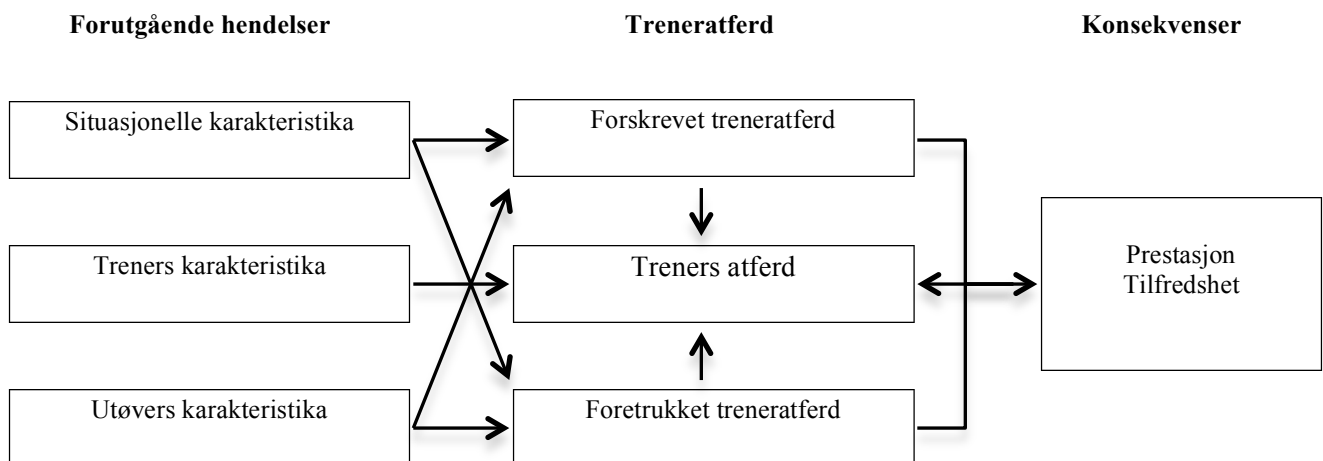 Forutgående hendelser
Treneratferd
Konsekvenser
Situasjonelle karakteristika
Forskrevet treneratferd
Treners karakteristika
Treners atferd
Prestasjon
Tilfredshet
Utøvers karakteristika
Foretrukket treneratferd